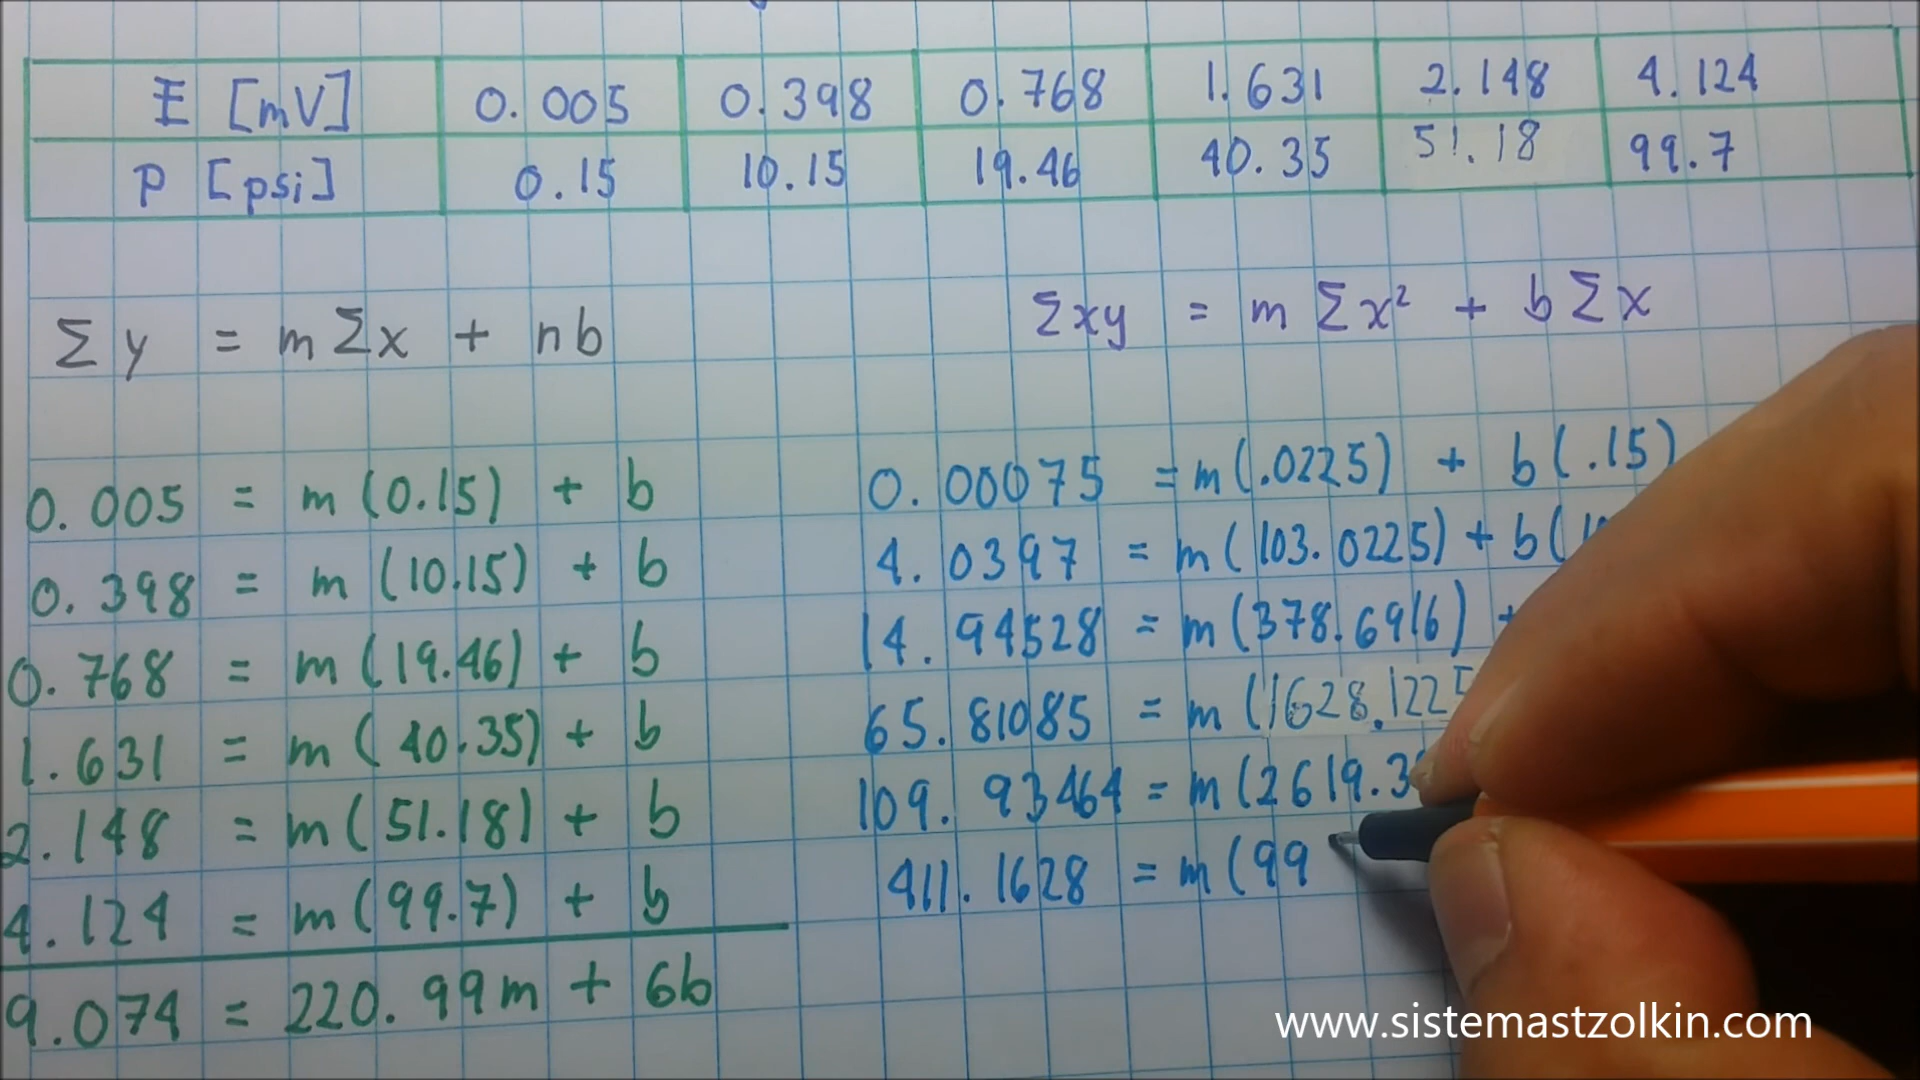 E [mV] 0.005 0.398 0.768 1.631 2.148 4.124
P [psi] 0.15 10.15 19.46 40.35 51.18 99.7
Σy = mΣx + nb
Σxy = mΣx² + bΣx
0.005 = m(0.15) + b
0.398 = m(10.15) + b
0.768 = m(19.46) + b
1.631 = m(40.35) + b
2.148 = m(51.18) + b
4.124 = m(99.7) + b
9.074 = 220.99m + 6b
0.00075 = m(.0225) + b(.15)
4.0397 = m(103.0225) + b(
14.94528 = m(378.6916) +
65.81085 = m(1628.1225
109.93464 = m(2619.3
411.1628 = m(99
www.sistemastzolkin.com